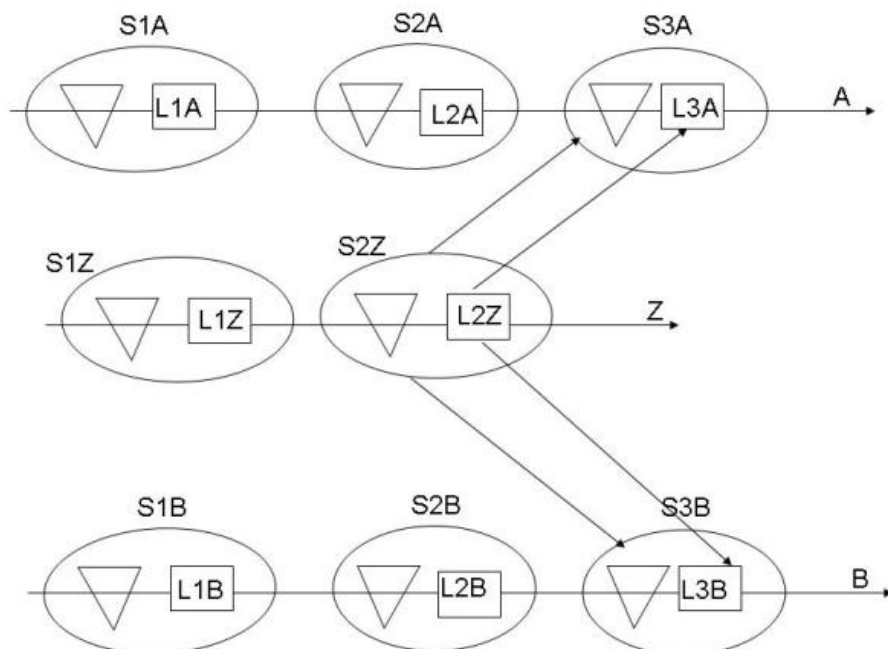 S1A S2A S3A
L1A L2A L3A A
S1Z S2Z
L1Z L2Z Z
S1B S2B S3B
L1B L2B L3B B